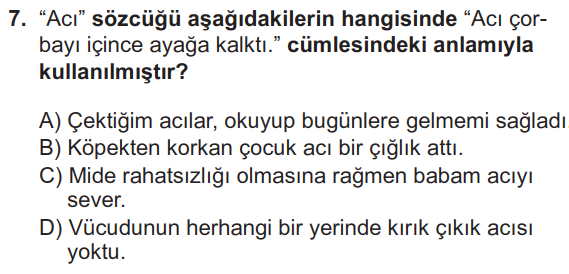 7. “Acı” sözcüğü aşağıdakilerin hangisinde “Acı çor-
bayı içince ayağa kalktı.” cümlesindeki anlamıyla
kullanılmıştır?
A) Çektiğim acılar, okuyup bugünlere gelmemi sağladı.
B) Köpekten korkan çocuk acı bir çığlık attı.
C) Mide rahatsızlığı olmasına rağmen babam acıyı
sever.
D) Vücudunun herhangi bir yerinde kırık çıkık acısı
yoktu.